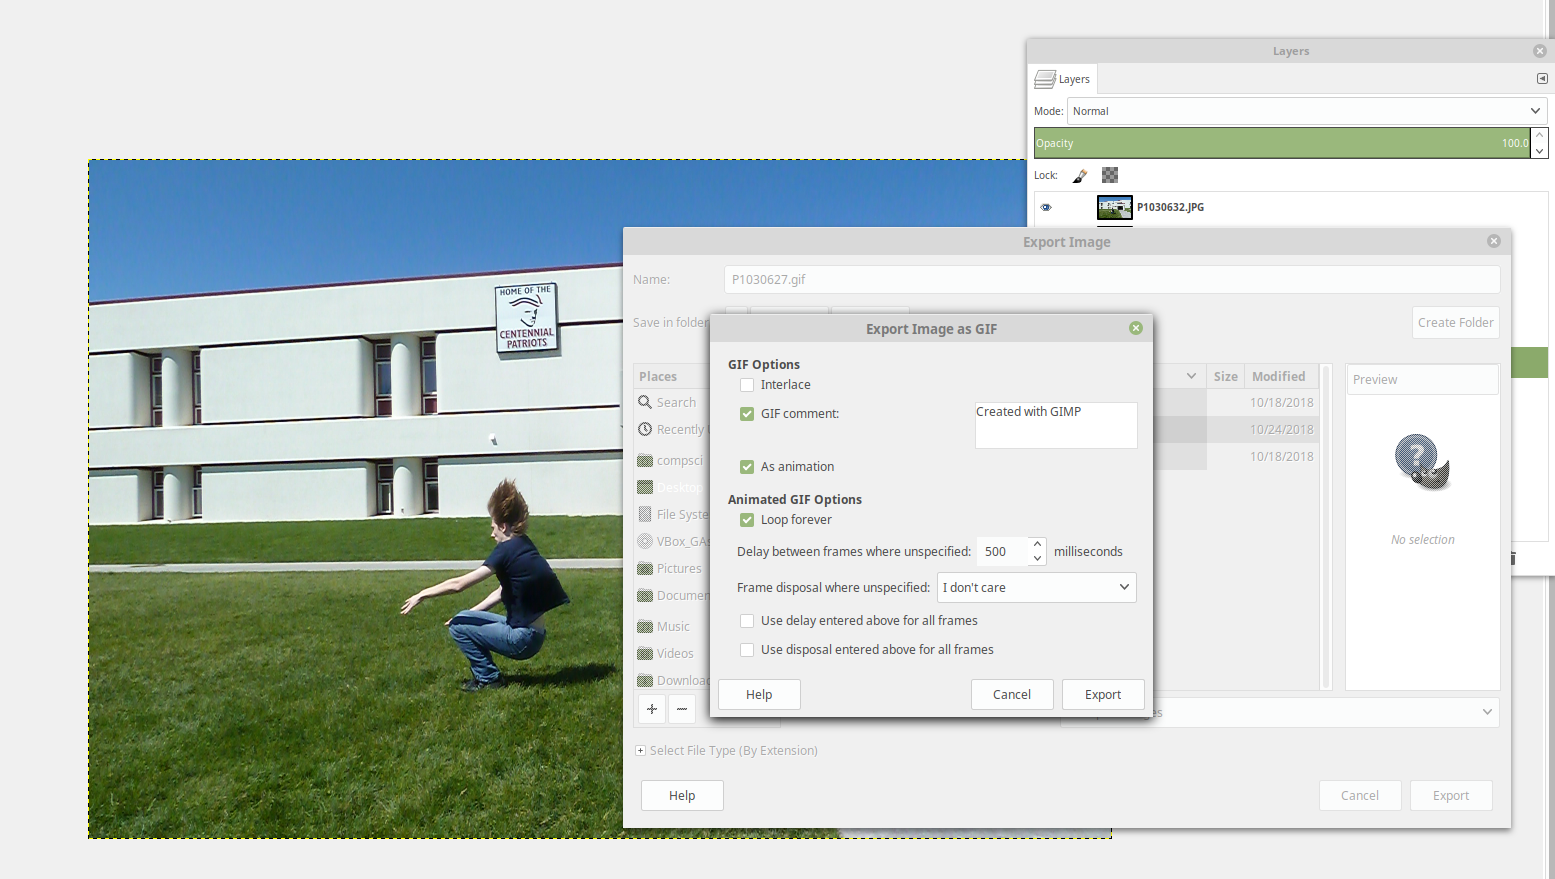 Layers
Layers
Mode: Normal
Opacity 100.0
Lock:
P1030632.JPG
HOME OF THE
CENTENNIAL
PATRIOTS
Export Image
Name: P1030627.gif
Save in folder
Create Folder
Places
Search
Recently
compsci
Desktop
File Syste
VBox_GAs
Pictures
Documen
Music
Videos
Downloa
Size Modified
10/18/2018
10/24/2018
10/18/2018
Preview
No selection
Select File Type (By Extension)
Help
Cancel Export
Export Image as GIF
GIF Options
Interlace
GIF comment: Created with GIMP
As animation
Animated GIF Options
Loop forever
Delay between frames where unspecified: 500 milliseconds
Frame disposal where unspecified: I don't care
Use delay entered above for all frames
Use disposal entered above for all frames
Help Cancel Export